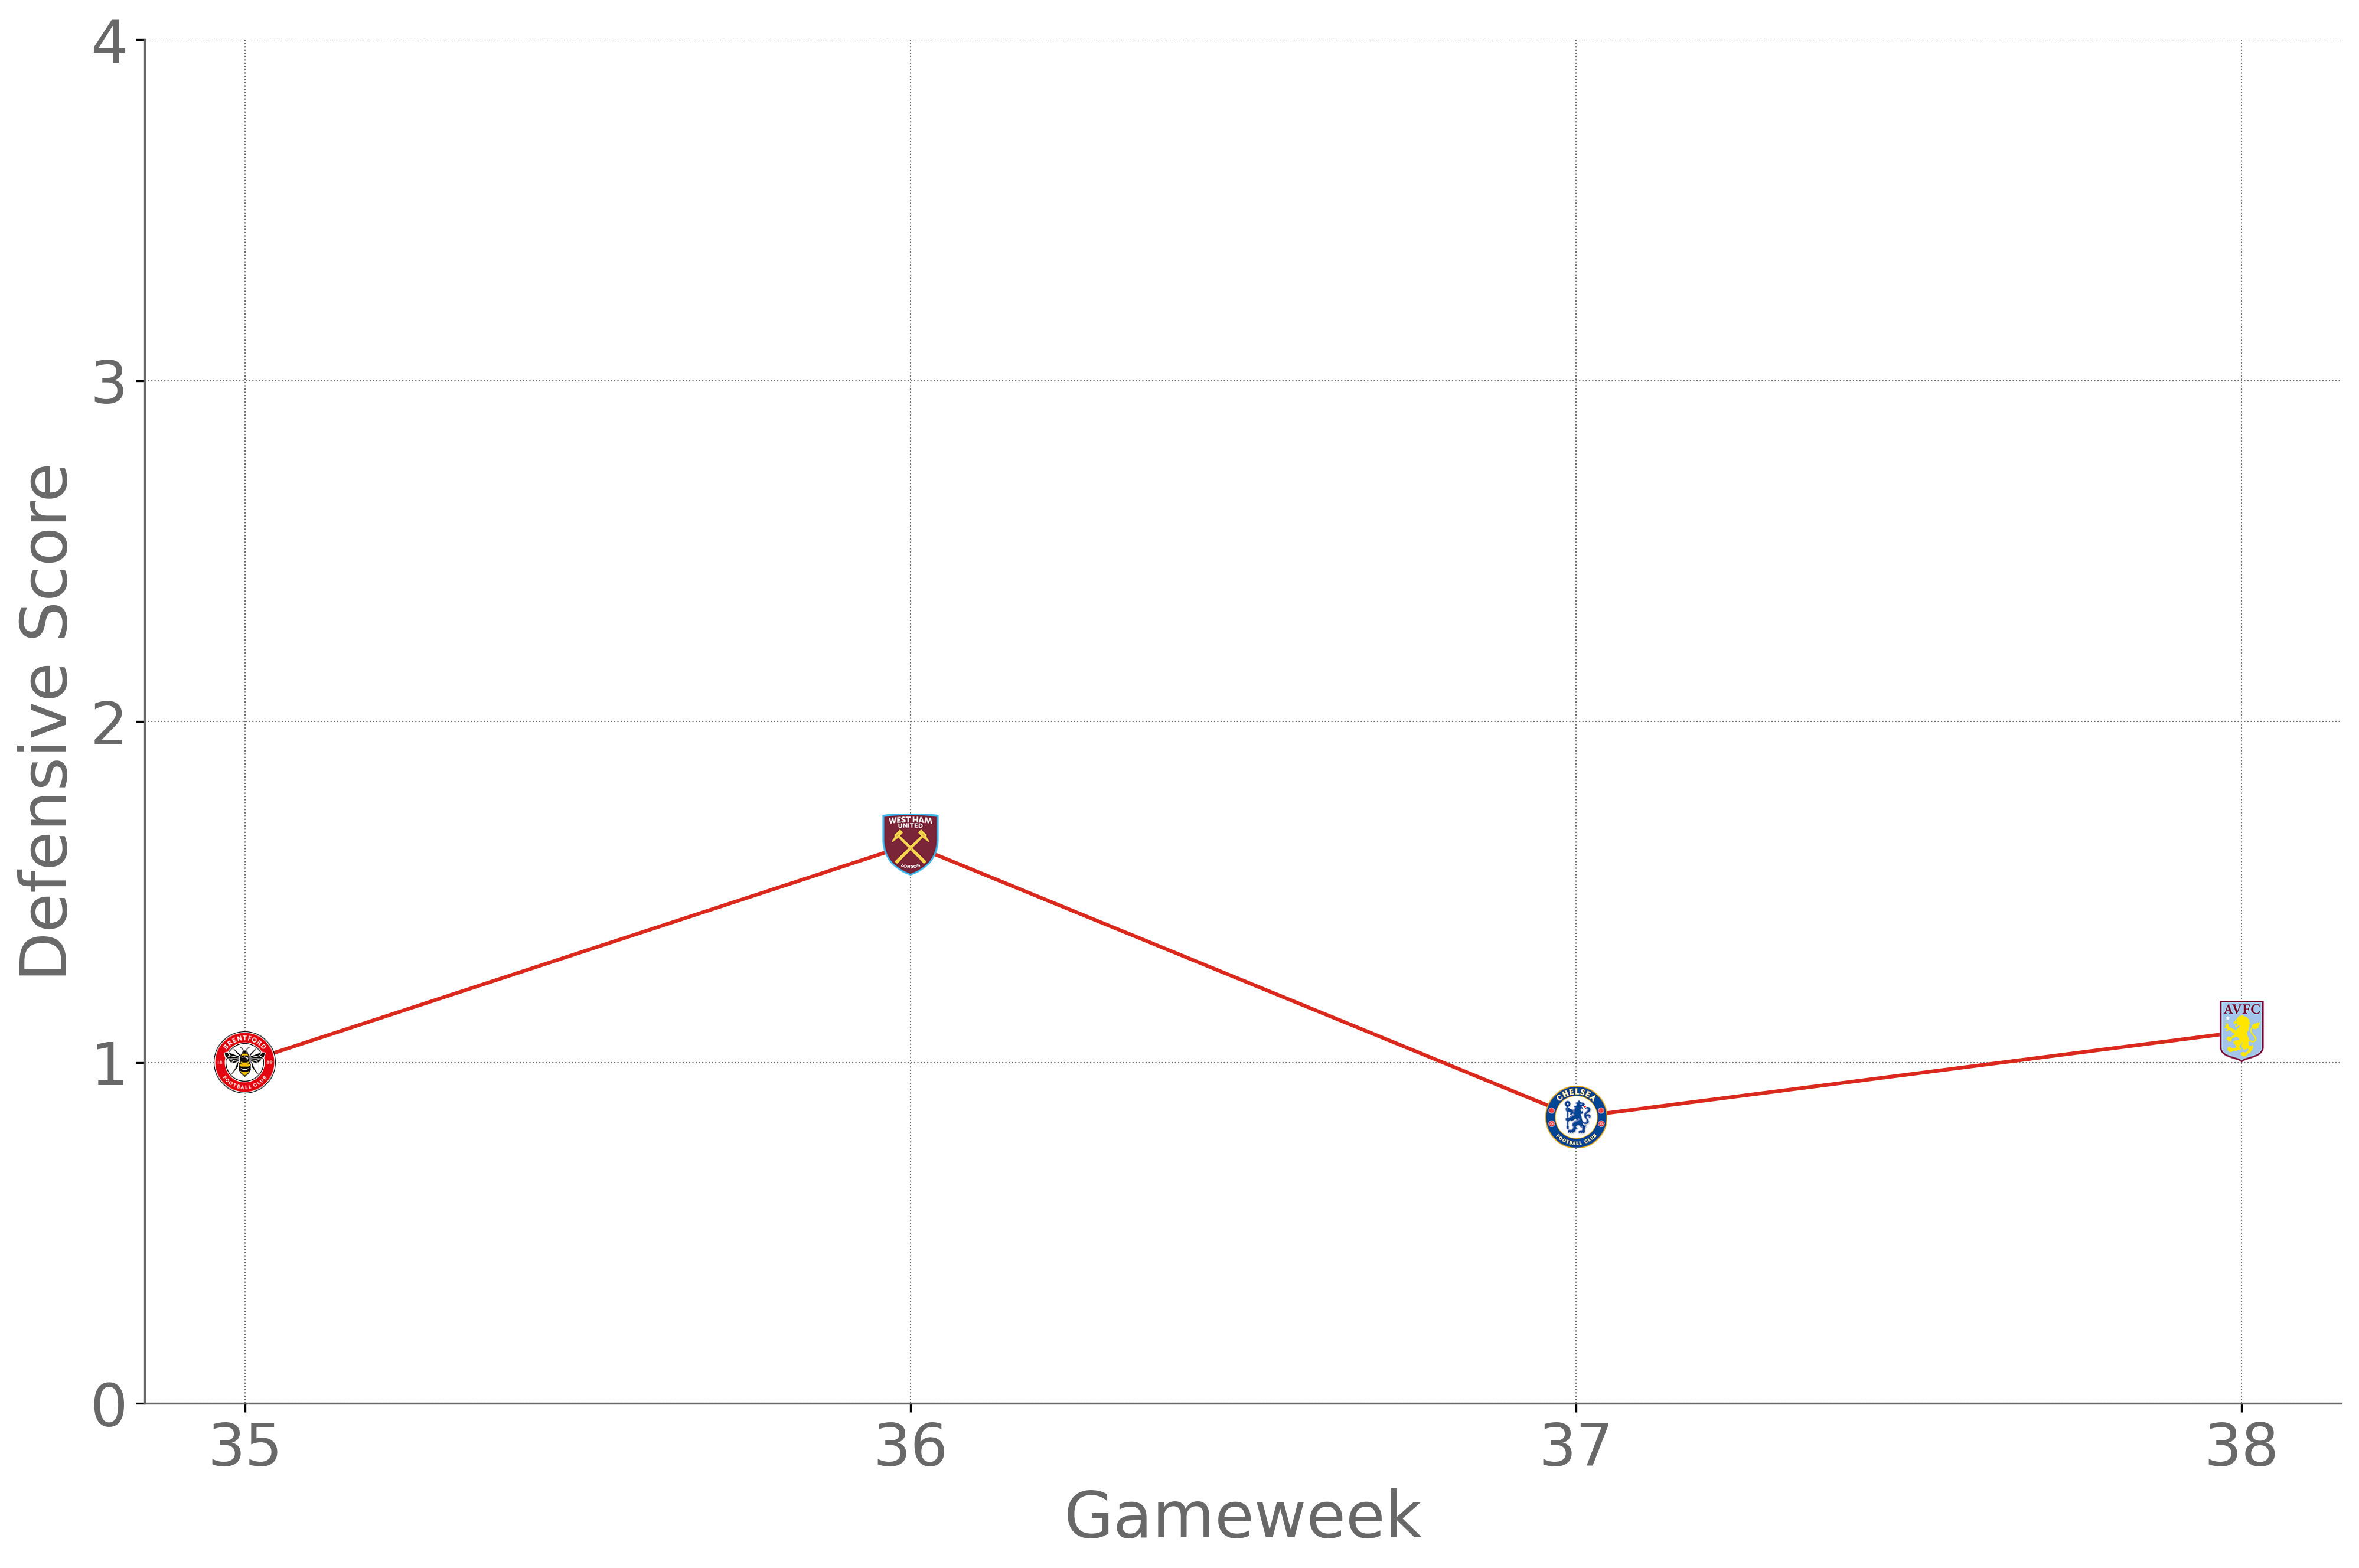 4
3
2
1
0
Defensive Score
WEST HAM
UNITED
LONDON
BRENTFORD
FOOTBALL CLUB
CHELSEA
FOOTBALL CLUB
AVFC
35 36 37 38
Gameweek